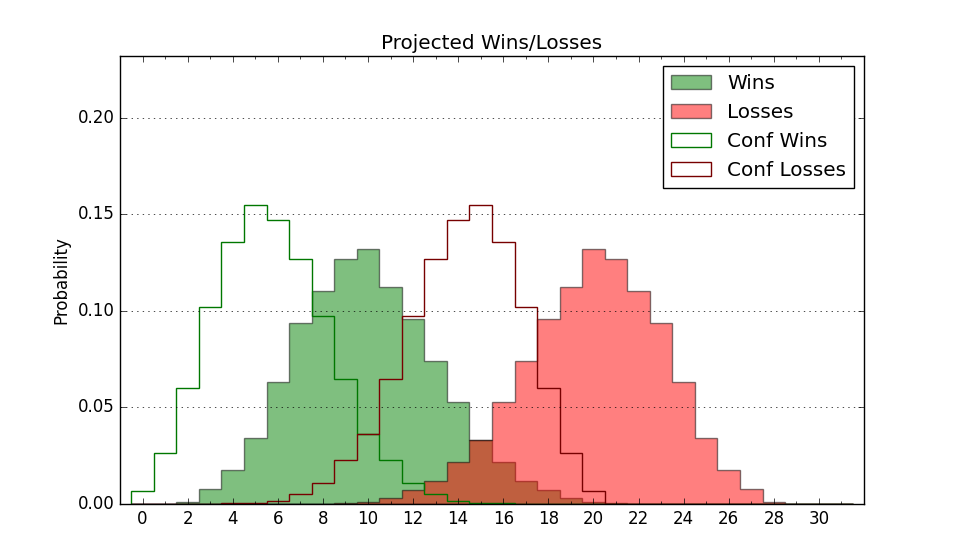 Projected Wins/Losses
Wins
Losses
Conf Wins
Conf Losses
Probability
0.20
0.15
0.10
0.05
0.00
0 2 4 6 8 10 12 14 16 18 20 22 24 26 28 30